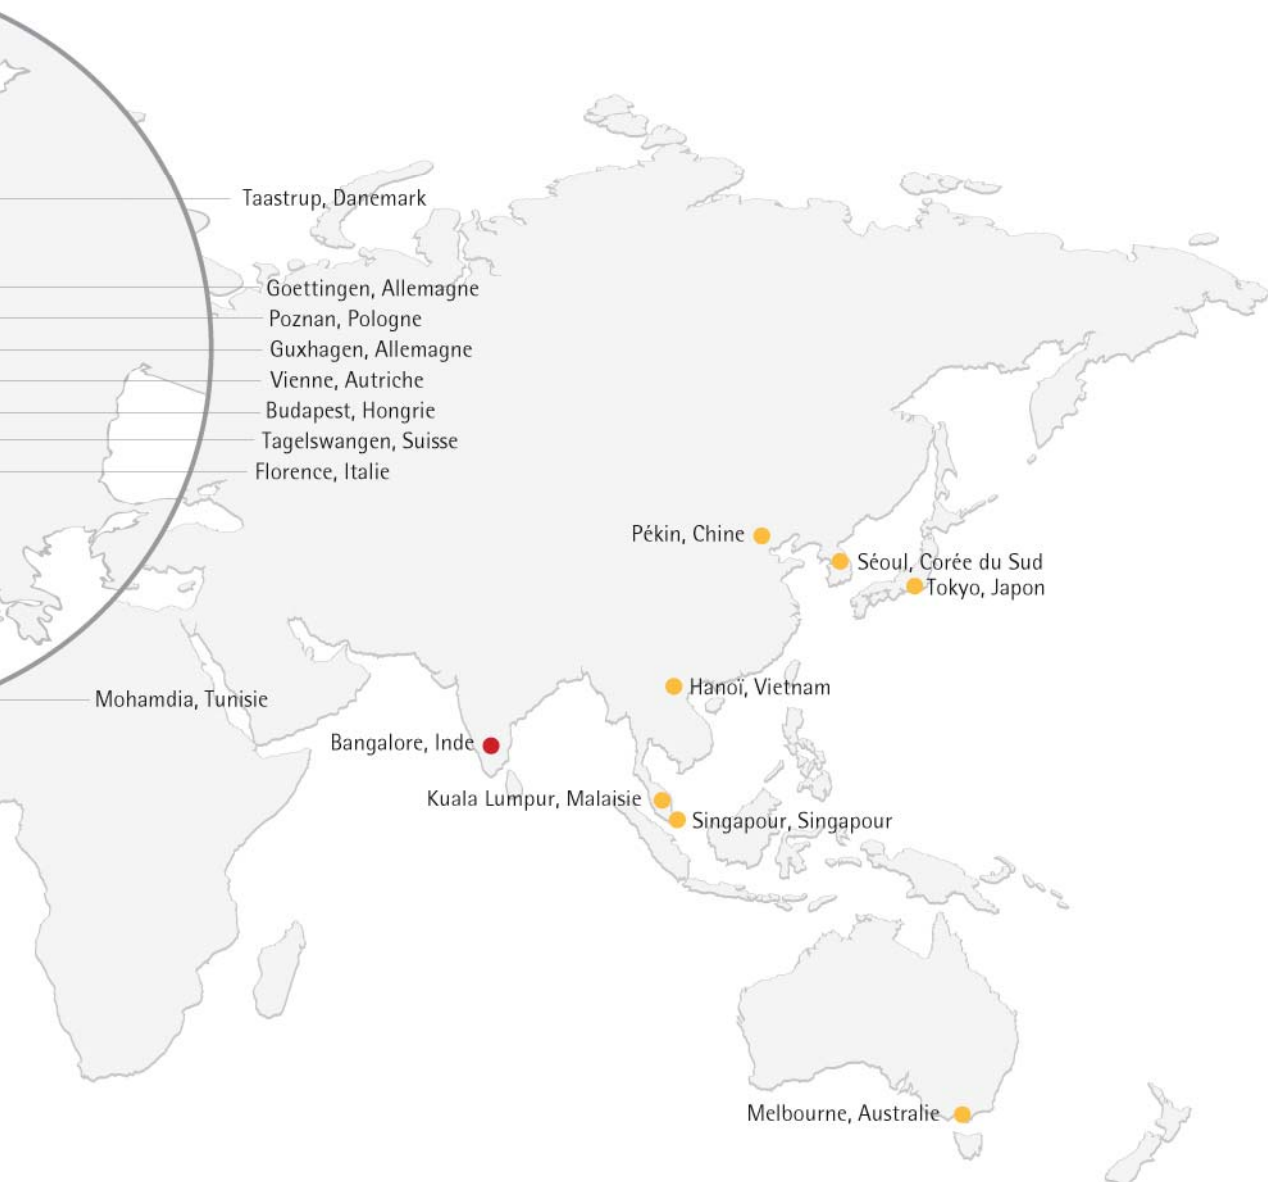 Taastrup, Danemark
Goettingen, Allemagne
Poznan, Pologne
Guxhagen, Allemagne
Vienne, Autriche
Budapest, Hongrie
Tagelswangen, Suisse
Florence, Italie
Pékin, Chine
Séoul, Corée du Sud
Tokyo, Japon
Hanoï, Vietnam
Mohamdia, Tunisie
Bangalore, Inde
Kuala Lumpur, Malaisie
Singapour, Singapour
Melbourne, Australie